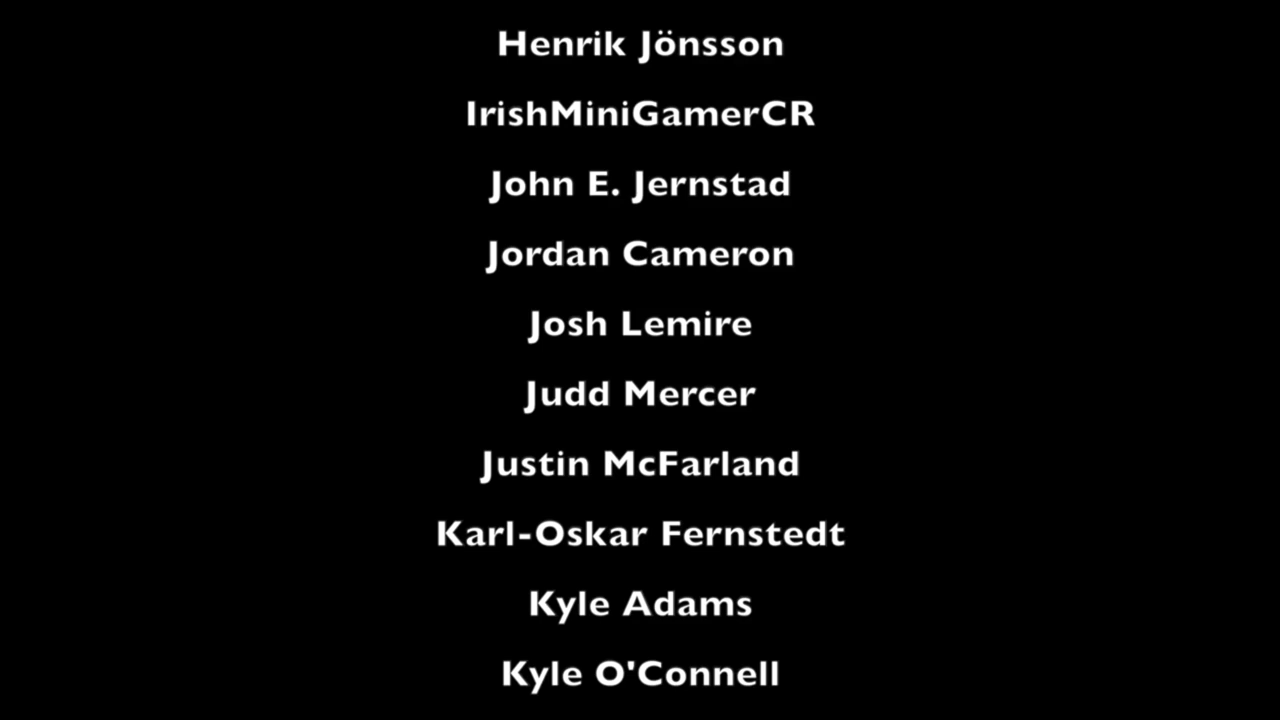 Henrik Jönsson
IrishMiniGamerCR
John E. Jernstad
Jordan Cameron
Josh Lemire
Judd Mercer
Justin McFarland
Karl-Oskar Fernstedt
Kyle Adams
Kyle O'Connell